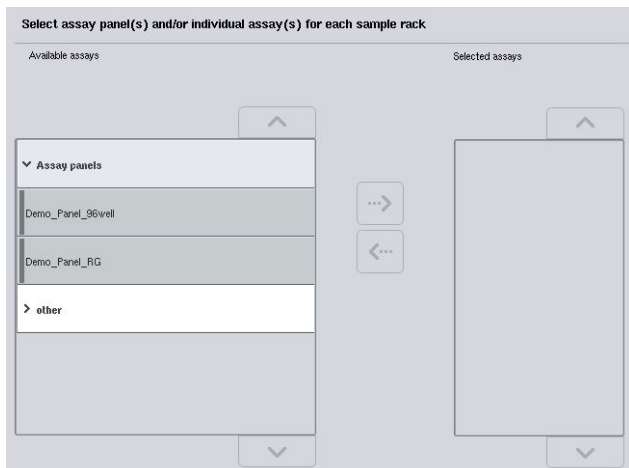 Select assay panel(s) and/or individual assay(s) for each sample rack
Available assays
Selected assays
Assay panels
Demo_Panel_96well
Demo_Panel_RG
other